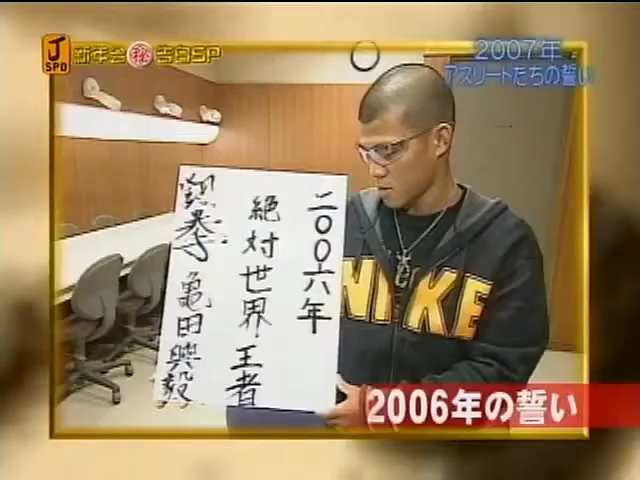 J SPO
新年会㊙告白SP
2007年
アスリートたちの誓い
二〇〇六年
絶対世界王者
闘拳 亀田興毅
NIKE
2006年の誓い